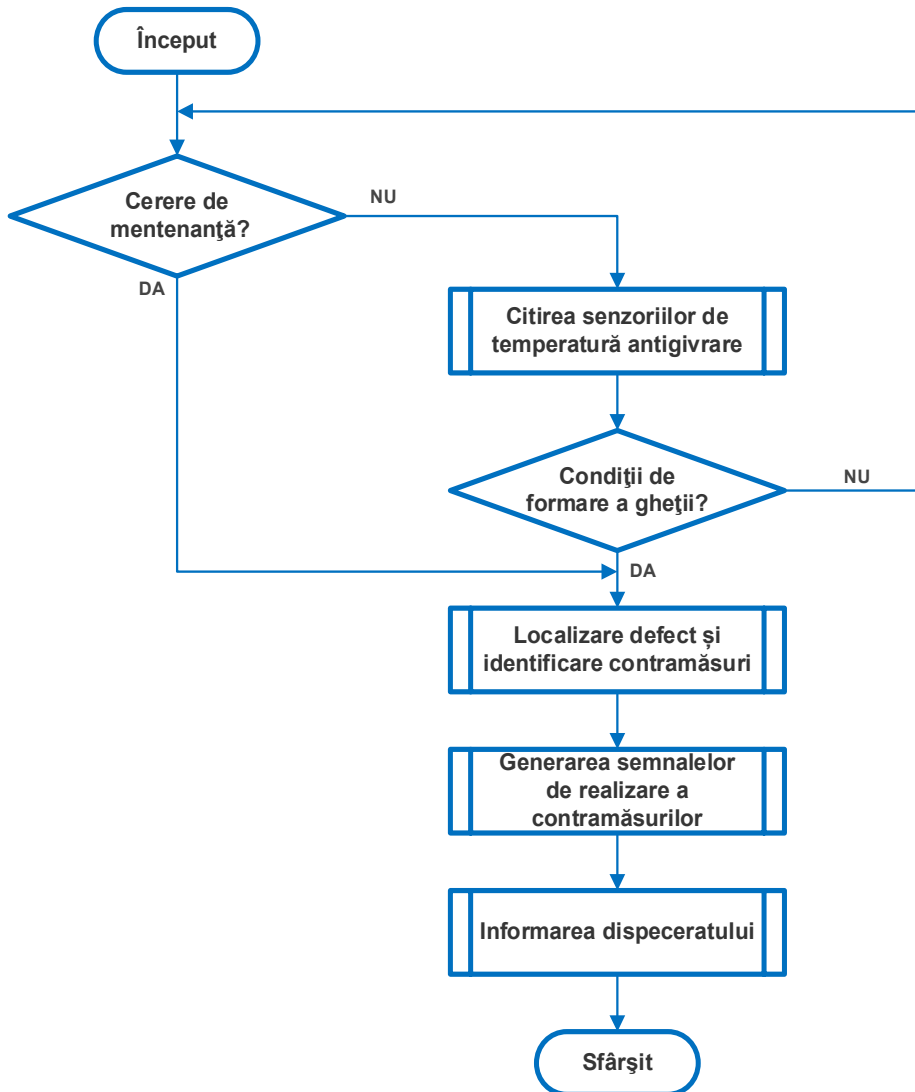 Început
Cerere de
mentenanţă?
NU
DA
Citirea senzoriilor de
temperatură antigivrare
Condiţii de
formare a gheţii?
NU
DA
Localizare defect și
identificare contramăsuri
Generarea semnalelor
de realizare a
contramăsurilor
Informarea dispeceratului
Sfârşit